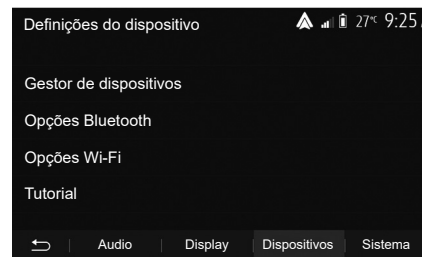 Definições do dispositivo
27°C 9:25
Gestor de dispositivos
Opções Bluetooth
Opções Wi-Fi
Tutorial
Audio Display Dispositivos Sistema